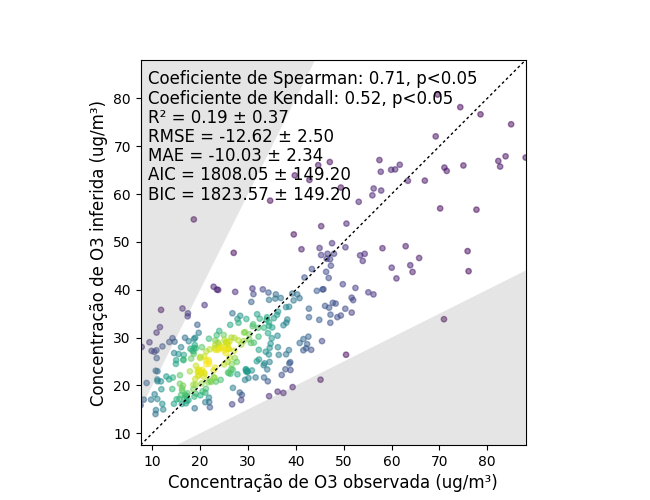 Coeficiente de Spearman: 0.71, p<0.05
Coeficiente de Kendall: 0.52, p<0.05
R² = 0.19 ± 0.37
RMSE = -12.62 ± 2.50
MAE = -10.03 ± 2.34
AIC = 1808.05 ± 149.20
BIC = 1823.57 ± 149.20
Concentração de O3 inferida (ug/m³)
80
70
60
50
40
30
20
10
10 20 30 40 50 60 70 80
Concentração de O3 observada (ug/m³)